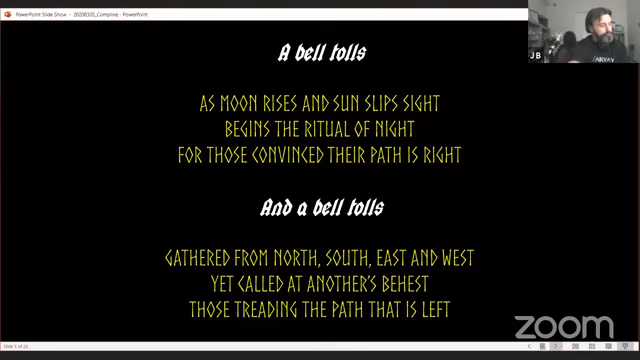 PowerPoint Slide Show - 20200305_Compline - PowerPoint
JB
A bell tolls
AS MOON RISES AND SUN SLIPS SIGHT
BEGINS THE RITUAL OF NIGHT
FOR THOSE CONVINCED THEIR PATH IS RIGHT
And a bell tolls
GATHERED FROM NORTH, SOUTH, EAST AND WEST
YET CALLED AT ANOTHER'S BEHEST
THOSE TREADING THE PATH THAT IS LEFT
zoom